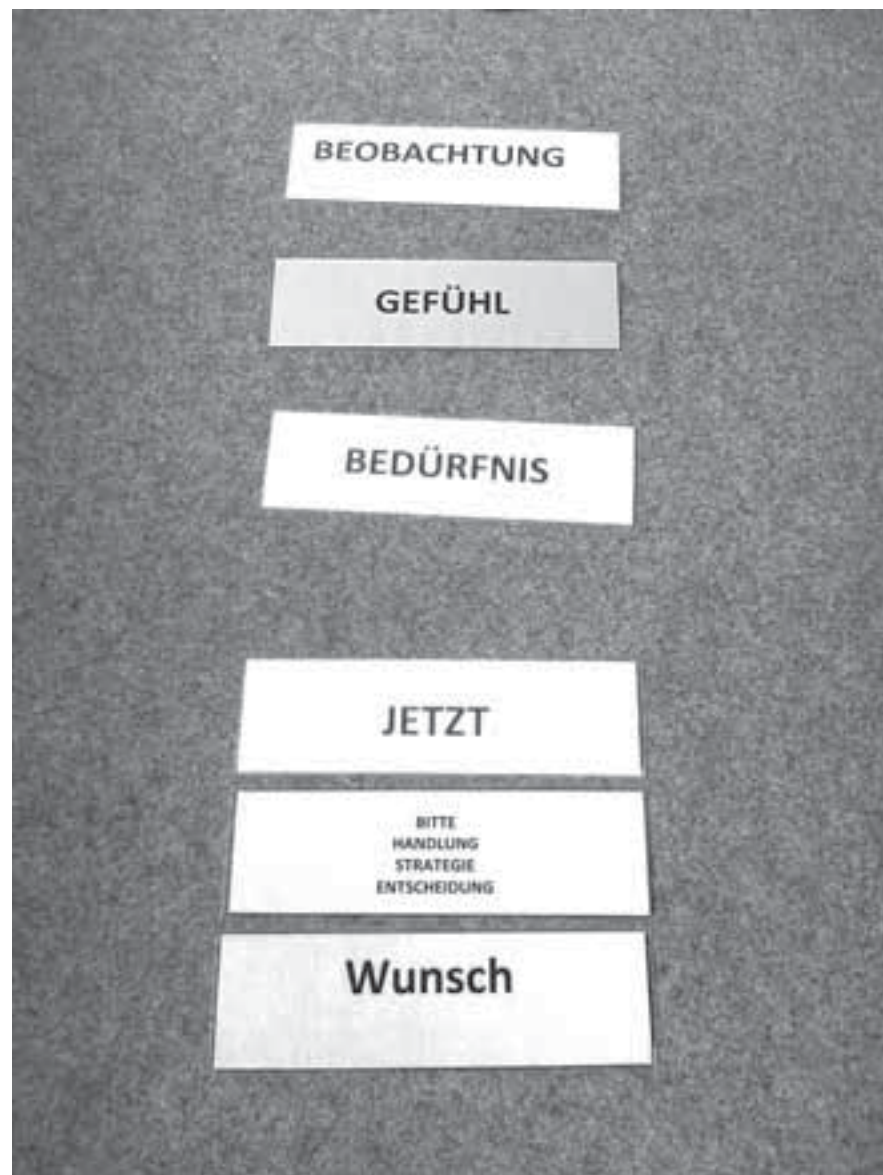 BEOBACHTUNG
GEFÜHL
BEDÜRFNIS
JETZT
BITTE
HANDLUNG
STRATEGIE
ENTSCHEIDUNG
Wunsch